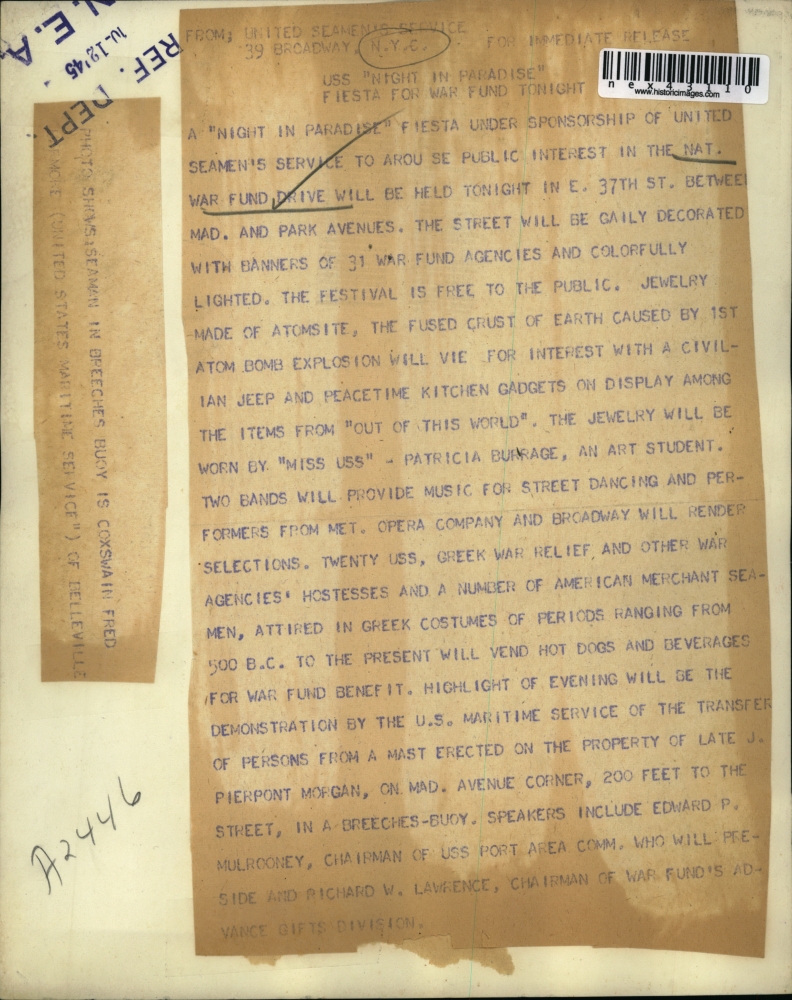 FROM; UNITED SEAMEN'S SERVICE
39 BROADWAY, N.Y.C. FOR IMMEDIATE RELEASE
USS "NIGHT IN PARADISE"
FIESTA FOR WAR FUND TONIGHT
nex43110
www.historicimages.com
A "NIGHT IN PARADISE" FIESTA UNDER SPONSORSHIP OF UNITED
SEAMEN'S SERVICE TO AROU SE PUBLIC INTEREST IN THE NAT.
WAR FUND DRIVE WILL BE HELD TONIGHT IN E. 37TH ST. BETWEEN
MAD. AND PARK AVENUES. THE STREET WILL BE GAILY DECORATED
WITH BANNERS OF 31 WAR FUND AGENCIES AND COLORFULLY
LIGHTED. THE FESTIVAL IS FREE TO THE PUBLIC. JEWELRY
MADE OF ATOMSITE, THE FUSED CRUST OF EARTH CAUSED BY 1ST
ATOM BOMB EXPLOSION WILL VIE FOR INTEREST WITH A CIVIL-
IAN JEEP AND PEACETIME KITCHEN GADGETS ON DISPLAY AMONG
THE ITEMS FROM "OUT OF THIS WORLD". THE JEWELRY WILL BE
WORN BY "MISS USS" - PATRICIA BURRAGE, AN ART STUDENT.
TWO BANDS WILL PROVIDE MUSIC FOR STREET DANCING AND PER-
FORMERS FROM MET. OPERA COMPANY AND BROADWAY WILL RENDER
SELECTIONS. TWENTY USS, GREEK WAR RELIEF AND OTHER WAR
AGENCIES' HOSTESSES AND A NUMBER OF AMERICAN MERCHANT SEA-
MEN, ATTIRED IN GREEK COSTUMES OF PERIODS RANGING FROM
500 B.C. TO THE PRESENT WILL VEND HOT DOGS AND BEVERAGES
FOR WAR FUND BENEFIT. HIGHLIGHT OF EVENING WILL BE THE
DEMONSTRATION BY THE U.S. MARITIME SERVICE OF THE TRANSFER
OF PERSONS FROM A MAST ERECTED ON THE PROPERTY OF LATE J.
PIERPONT MORGAN, ON MAD. AVENUE CORNER, 200 FEET TO THE
STREET, IN A BREECHES-BUOY. SPEAKERS INCLUDE EDWARD P.
MULROONEY, CHAIRMAN OF USS PORT AREA COMM. WHO WILL PRE-
SIDE AND RICHARD W. LAWRENCE, CHAIRMAN OF WAR FUND'S AD-
VANCE GIFTS DIVISION.
PHOTO SHOWS: SEAMAN IN BREECHES BUOY IS COXSWAIN FRED
(UNITED STATES MARITIME SERVICE") OF BELLEVILLE
N. E. A.
10.12'45
REF. DEPT.
A2446